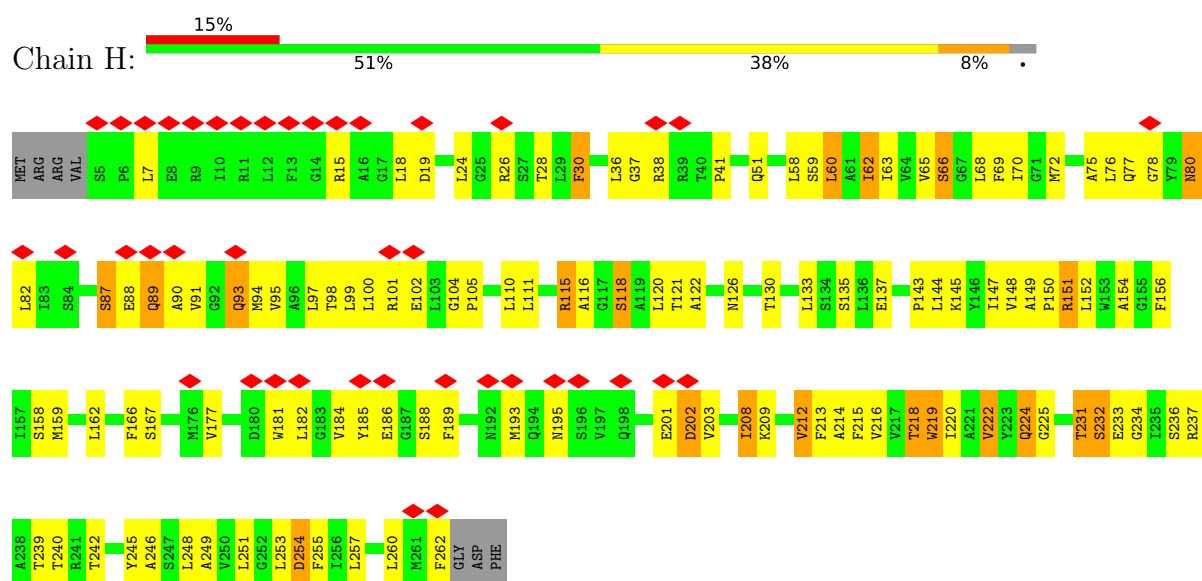 15%
Chain H:
51% 38% 8% •
MET ARG ARG VAL S5 P6 L7 E8 R9 I10 R11 L12 F13 G14 R15 A16 G17 L18 D19 L24 G25 R26 S27 T28 L29 F30 L36 G37 R38 R39 T40 P41 Q51 L58 S59 L60 A61 I62 I63 V64 V65 S66 G67 L68 F69 I70 G71 M72 A75 L76 Q77 G78 Y79 N80
L82 I83 S84 S87 E88 Q89 A90 V91 G92 Q93 M94 V95 A96 L97 T98 L99 L100 R101 E102 L103 G104 P105 L110 L111 R115 A116 G117 S118 A119 L120 T121 A122 N126 T130 L133 S134 S135 L136 E137 P143 L144 K145 Y146 I147 V148 A149 P150 R151 L152 W153 A154 G155 F156
I157 S158 M159 L162 F166 S167 M176 V177 D180 W181 L182 G183 V184 Y185 E186 G187 S188 F189 N192 M193 Q194 N195 S196 V197 Q198 E201 D202 V203 I208 K209 V212 F213 A214 F215 V216 V217 T218 W219 I220 A221 V222 Y223 Q224 G225 T231 S232 E233 G234 I235 S236 R237
A238 T239 T240 R241 T242 Y245 A246 S247 L248 A249 V250 L251 G252 L253 D254 F255 I256 L257 L260 M261 F262 GLY ASP PHE